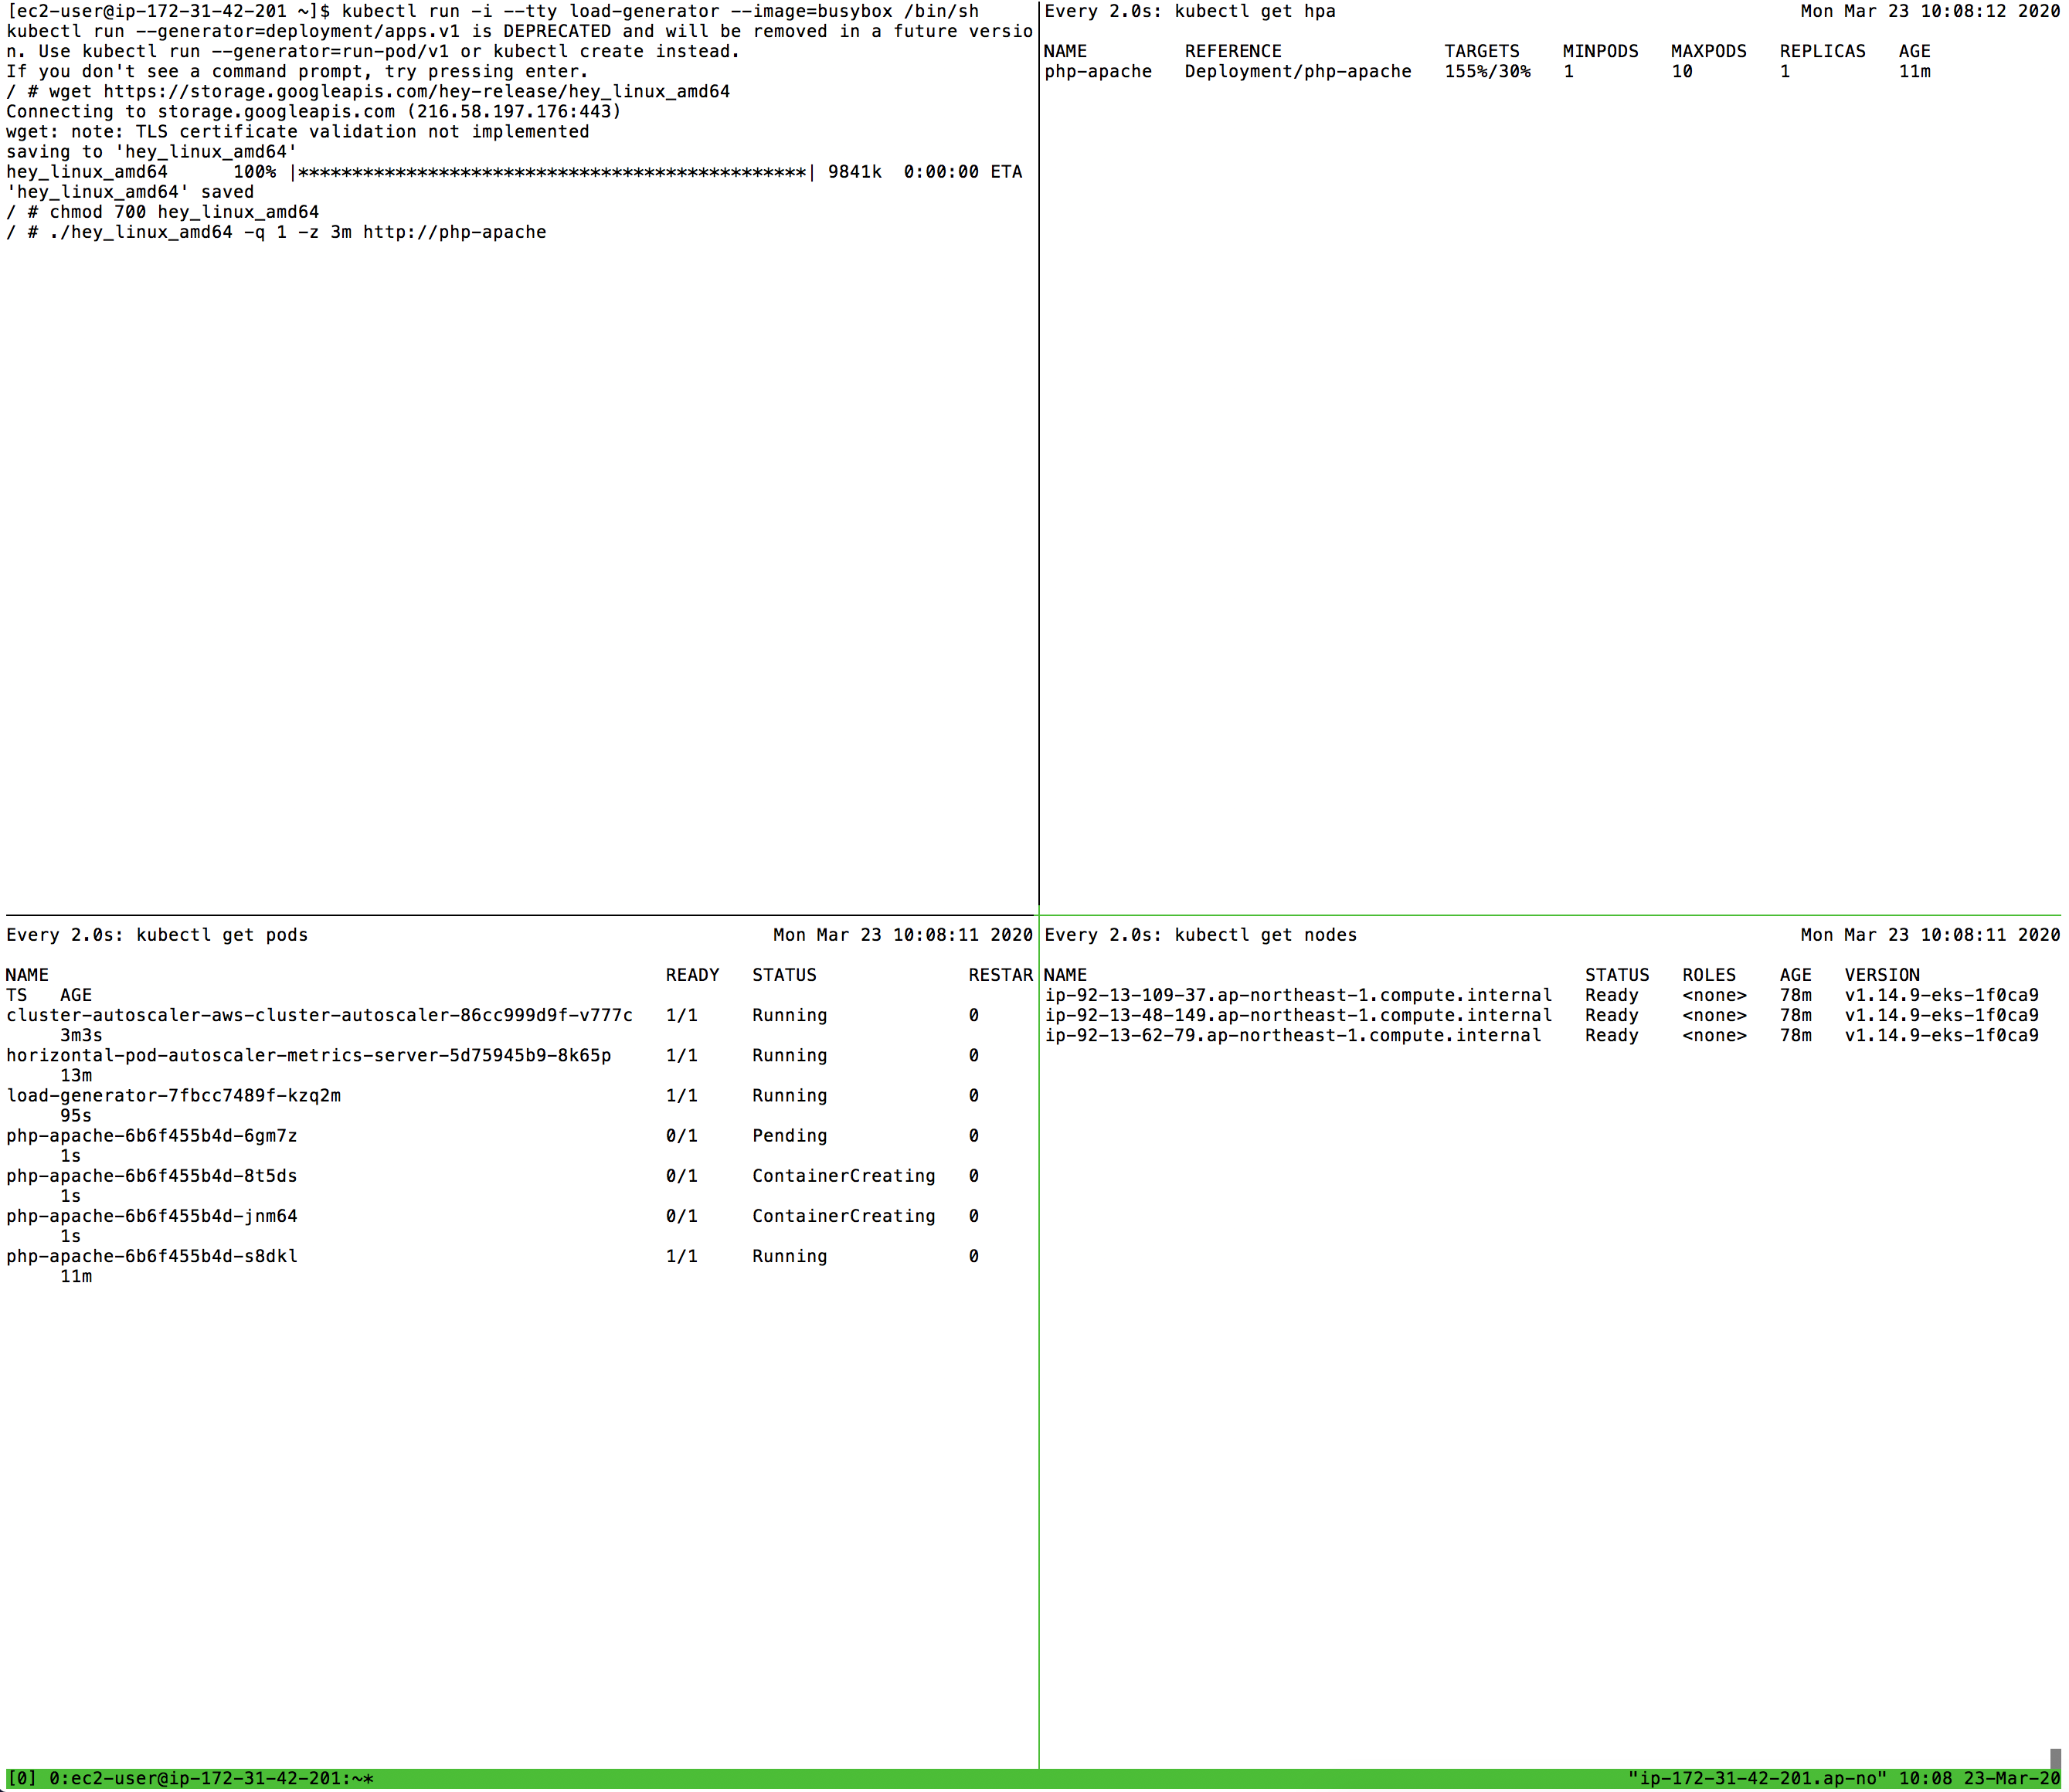 [ec2-user@ip-172-31-42-201 ~]$ kubectl run -i --tty load-generator --image=busybox /bin/sh
kubectl run --generator=deployment/apps.v1 is DEPRECATED and will be removed in a future versio
n. Use kubectl run --generator=run-pod/v1 or kubectl create instead.
If you don't see a command prompt, try pressing enter.
/ # wget https://storage.googleapis.com/hey-release/hey_linux_amd64
Connecting to storage.googleapis.com (216.58.197.176:443)
wget: note: TLS certificate validation not implemented
saving to 'hey_linux_amd64'
hey_linux_amd64      100% |***********************************************| 9841k  0:00:00 ETA
'hey_linux_amd64' saved
/ # chmod 700 hey_linux_amd64
/ # ./hey_linux_amd64 -q 1 -z 3m http://php-apache
Every 2.0s: kubectl get hpa                                           Mon Mar 23 10:08:12 2020
NAME         REFERENCE               TARGETS    MINPODS   MAXPODS   REPLICAS   AGE
php-apache   Deployment/php-apache   155%/30%   1         10        1          11m
Every 2.0s: kubectl get pods                                           Mon Mar 23 10:08:11 2020
NAME                                                         READY   STATUS              RESTAR
TS   AGE
cluster-autoscaler-aws-cluster-autoscaler-86cc999d9f-v777c   1/1     Running             0
     3m3s
horizontal-pod-autoscaler-metrics-server-5d75945b9-8k65p     1/1     Running             0
     13m
load-generator-7fbcc7489f-kzq2m                              1/1     Running             0
     95s
php-apache-6b6f455b4d-6gm7z                                  0/1     Pending             0
     1s
php-apache-6b6f455b4d-8t5ds                                  0/1     ContainerCreating   0
     1s
php-apache-6b6f455b4d-jnm64                                  0/1     ContainerCreating   0
     1s
php-apache-6b6f455b4d-s8dkl                                  1/1     Running             0
     11m
Every 2.0s: kubectl get nodes                                         Mon Mar 23 10:08:11 2020
NAME                                              STATUS   ROLES    AGE   VERSION
ip-92-13-109-37.ap-northeast-1.compute.internal   Ready    <none>   78m   v1.14.9-eks-1f0ca9
ip-92-13-48-149.ap-northeast-1.compute.internal   Ready    <none>   78m   v1.14.9-eks-1f0ca9
ip-92-13-62-79.ap-northeast-1.compute.internal    Ready    <none>   78m   v1.14.9-eks-1f0ca9
[0] 0:ec2-user@ip-172-31-42-201:~*                "ip-172-31-42-201.ap-no" 10:08 23-Mar-20